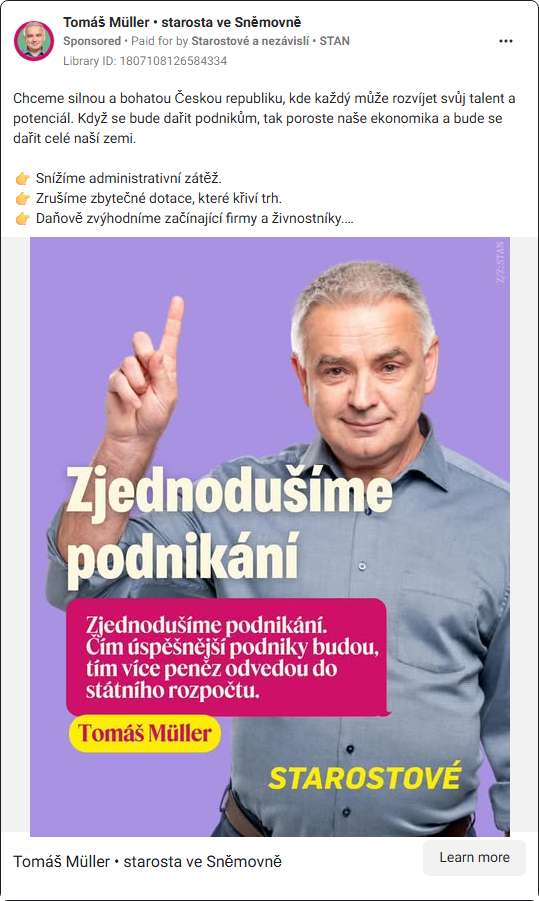 Tomáš Müller • starosta ve Sněmovně
Sponsored • Paid for by Starostové a nezávislí • STAN
Library ID: 1807108126584334
Chceme silnou a bohatou Českou republiku, kde každý může rozvíjet svůj talent a
potenciál. Když se bude dařit podnikům, tak poroste naše ekonomika a bude se
dařit celé naší zemi.
👉 Snížíme administrativní zátěž.
👉 Zrušíme zbytečné dotace, které křiví trh.
👉 Daňově zvýhodníme začínající firmy a živnostníky....
Z/Z:STAN
Zjednodušíme
podnikání
Zjednodušíme podnikání.
Čím úspěšnější podniky budou,
tím více peněz odvedou do
státního rozpočtu.
Tomáš Müller
STAROSTOVÉ
Tomáš Müller • starosta ve Sněmovně
Learn more